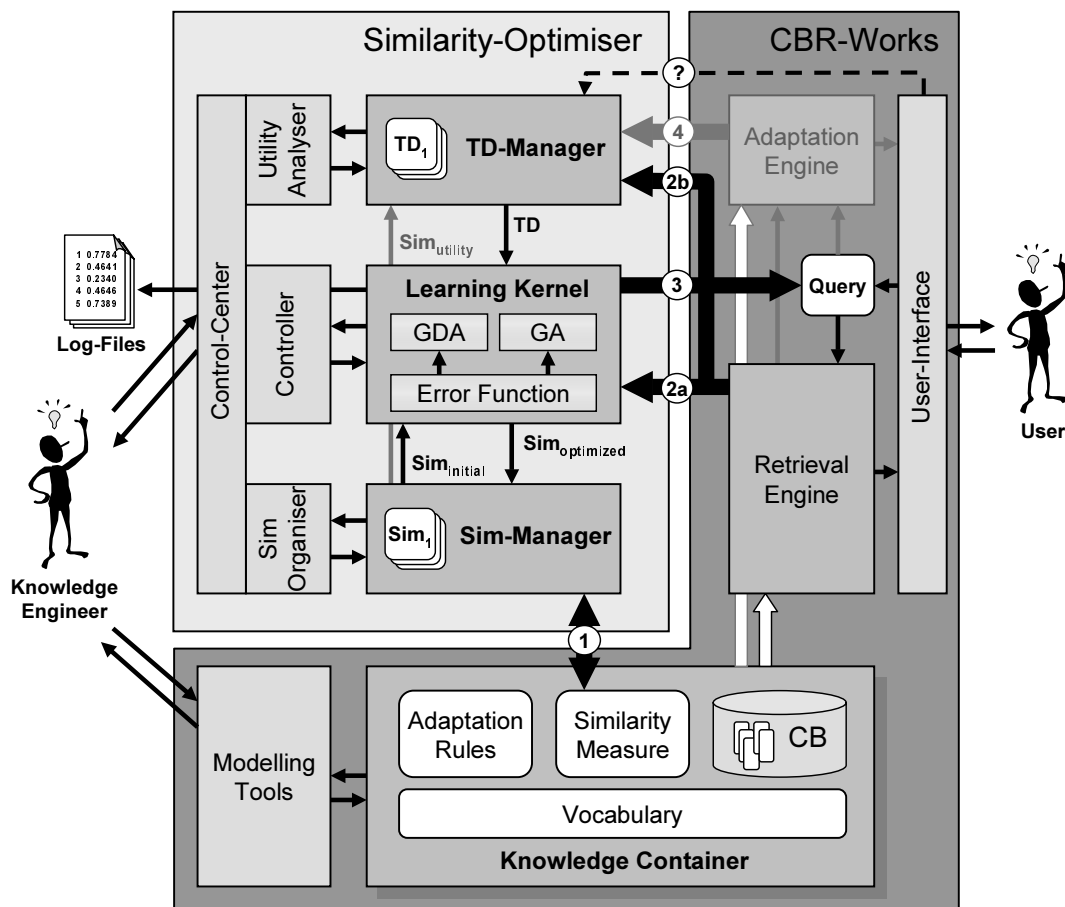 Similarity-Optimiser
CBR-Works
?
Utility
Analyser
TD1
TD-Manager
4
Adaptation
Engine
2b
Simutility
TD
1 0.7784
2 0.4641
3 0.2340
4 0.4646
5 0.7389
Log-Files
Control-Center
Controller
Learning Kernel
GDA
GA
Error Function
3
Query
2a
User-Interface
User
Siminitial
Simoptimized
Retrieval
Engine
Knowledge
Engineer
Sim
Organiser
Sim1
Sim-Manager
1
Modelling
Tools
Adaptation
Rules
Similarity
Measure
CB
Vocabulary
Knowledge Container